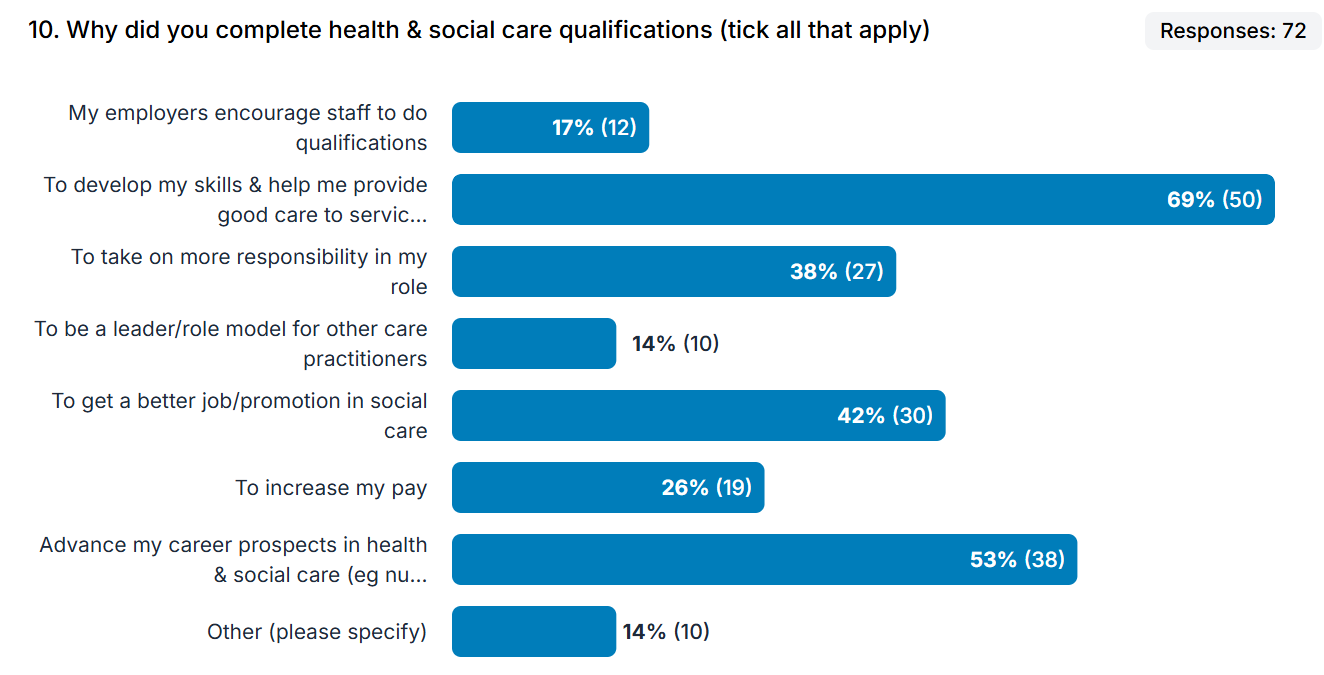 10. Why did you complete health & social care qualifications (tick all that apply)
Responses: 72
My employers encourage staff to do
qualifications
17% (12)
To develop my skills & help me provide
good care to servic...
69% (50)
To take on more responsibility in my
role
38% (27)
To be a leader/role model for other care
practitioners
14% (10)
To get a better job/promotion in social
care
42% (30)
To increase my pay
26% (19)
Advance my career prospects in health
& social care (eg nu...
53% (38)
Other (please specify)
14% (10)